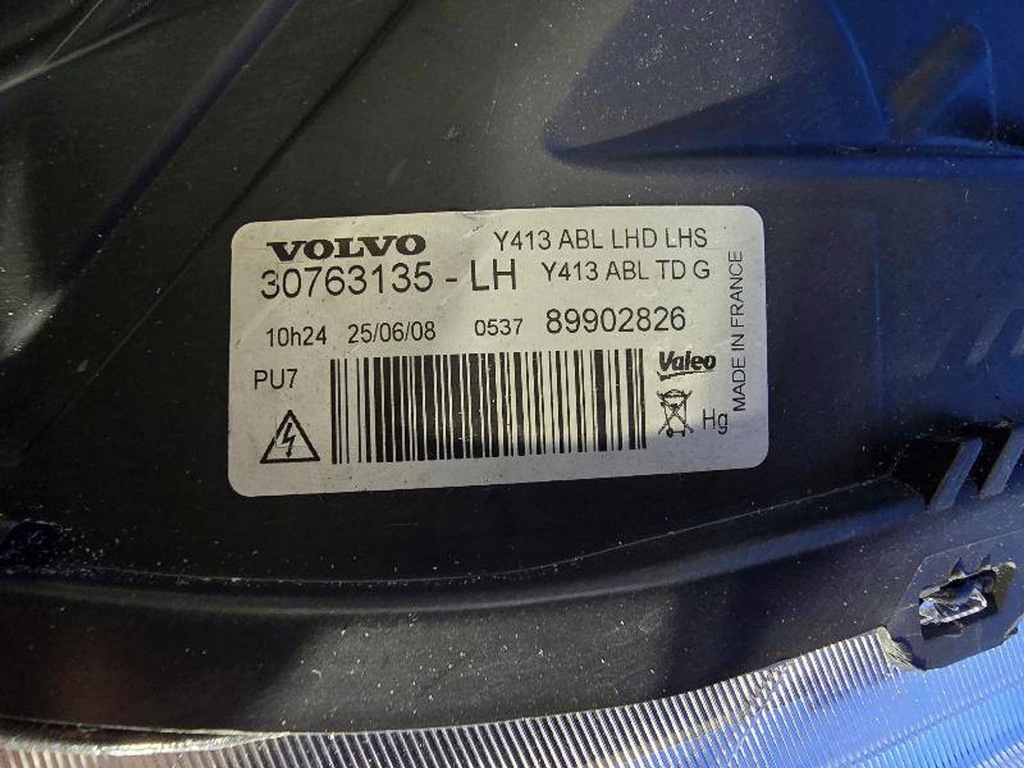 VOLVO Y413 ABL LHD LHS
30763135 - LH Y413 ABL TD G
10h24 25/06/08 0537 89902826
PU7
Valeo
Hg
MADE IN FRANCE